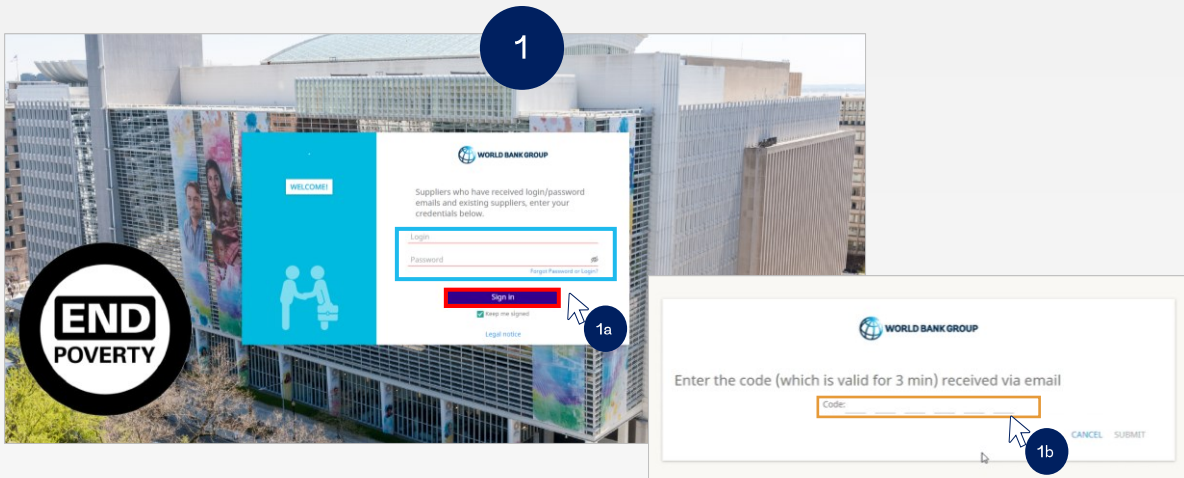 1
WELCOME!
WORLD BANK GROUP
Suppliers who have received login/password
emails and existing suppliers, enter your
credentials below.
Login
Password
Forgot Password or Login?
Sign in
Keep me signed
Legal notice
1a
END
POVERTY
WORLD BANK GROUP
Enter the code (which is valid for 3 min) received via email
Code:
CANCEL SUBMIT
1b